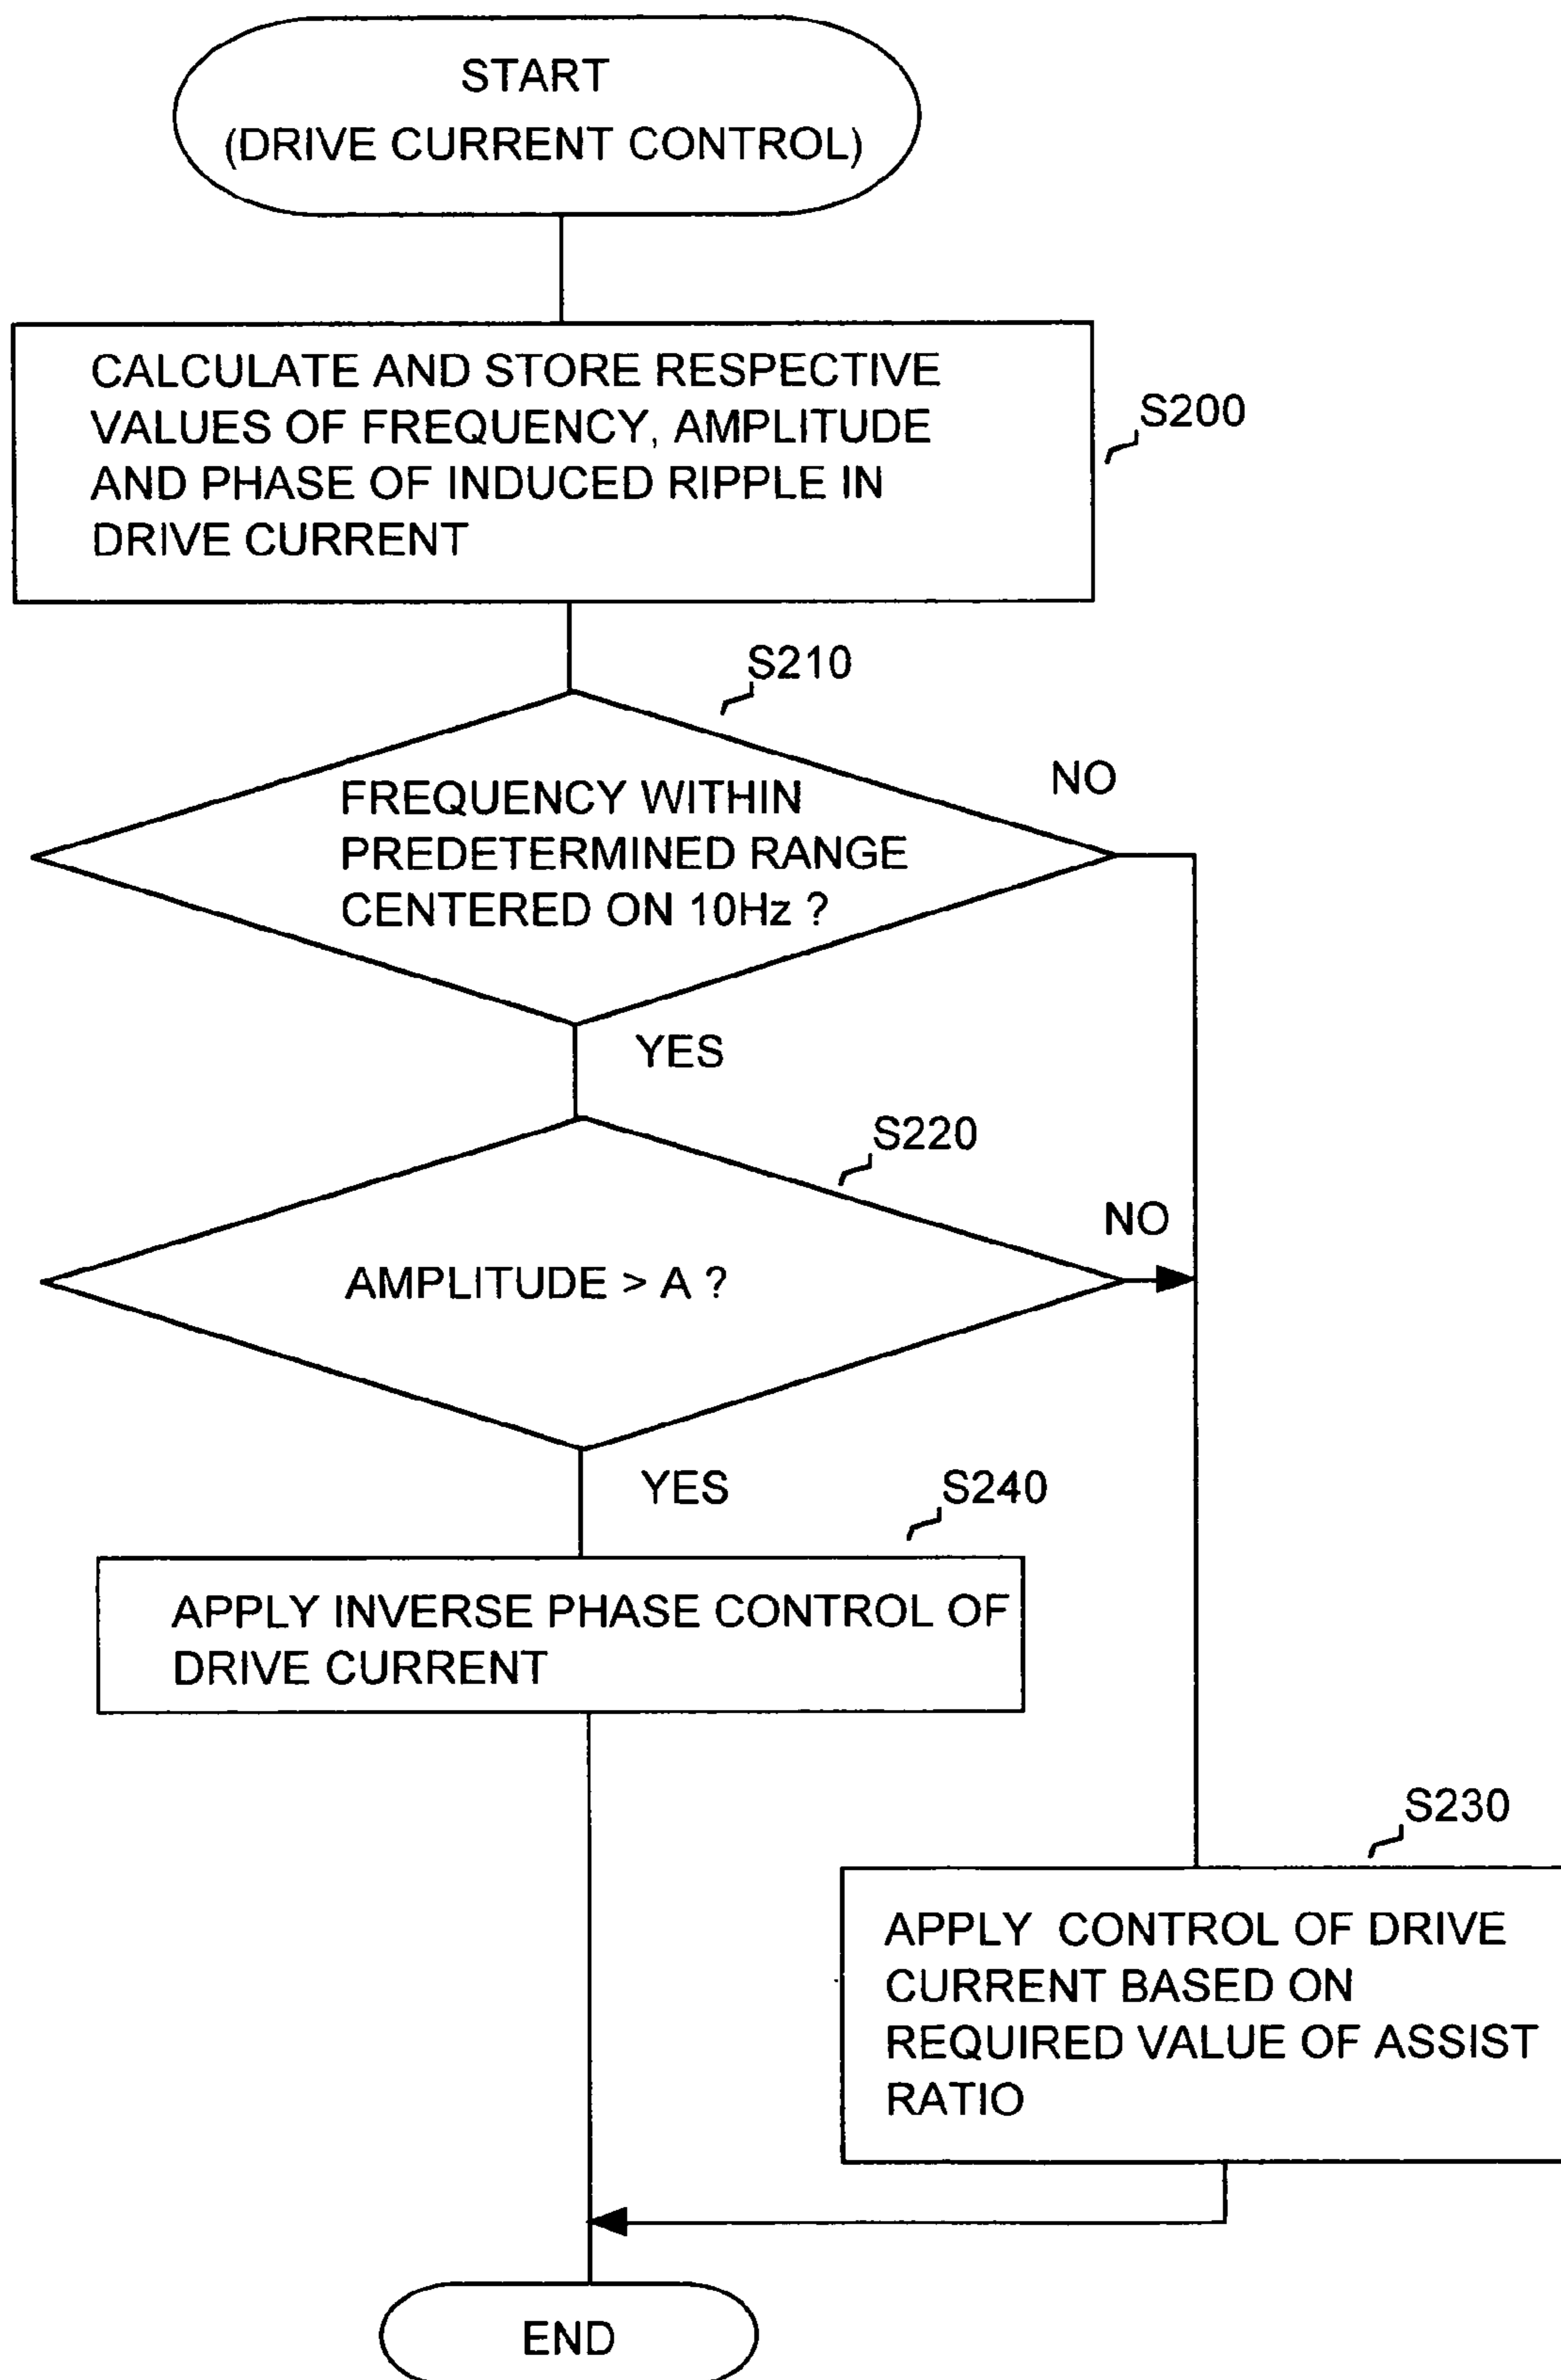 START
(DRIVE CURRENT CONTROL)
CALCULATE AND STORE RESPECTIVE
VALUES OF FREQUENCY, AMPLITUDE
AND PHASE OF INDUCED RIPPLE IN
DRIVE CURRENT
S200
S210
FREQUENCY WITHIN
PREDETERMINED RANGE
CENTERED ON 10Hz ?
NO
YES
S220
AMPLITUDE > A ?
NO
YES
S240
APPLY INVERSE PHASE CONTROL OF
DRIVE CURRENT
S230
APPLY CONTROL OF DRIVE
CURRENT BASED ON
REQUIRED VALUE OF ASSIST
RATIO
END